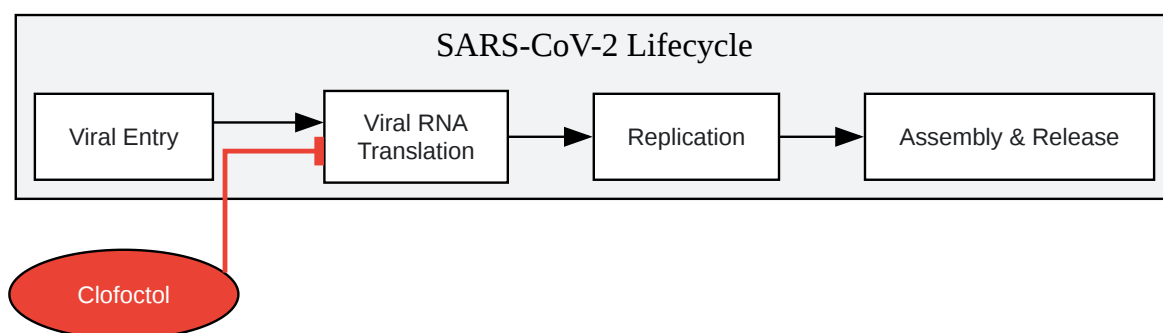 SARS-CoV-2 Lifecycle
Viral Entry
Viral RNA
Translation
Replication
Assembly & Release
Clofoctol